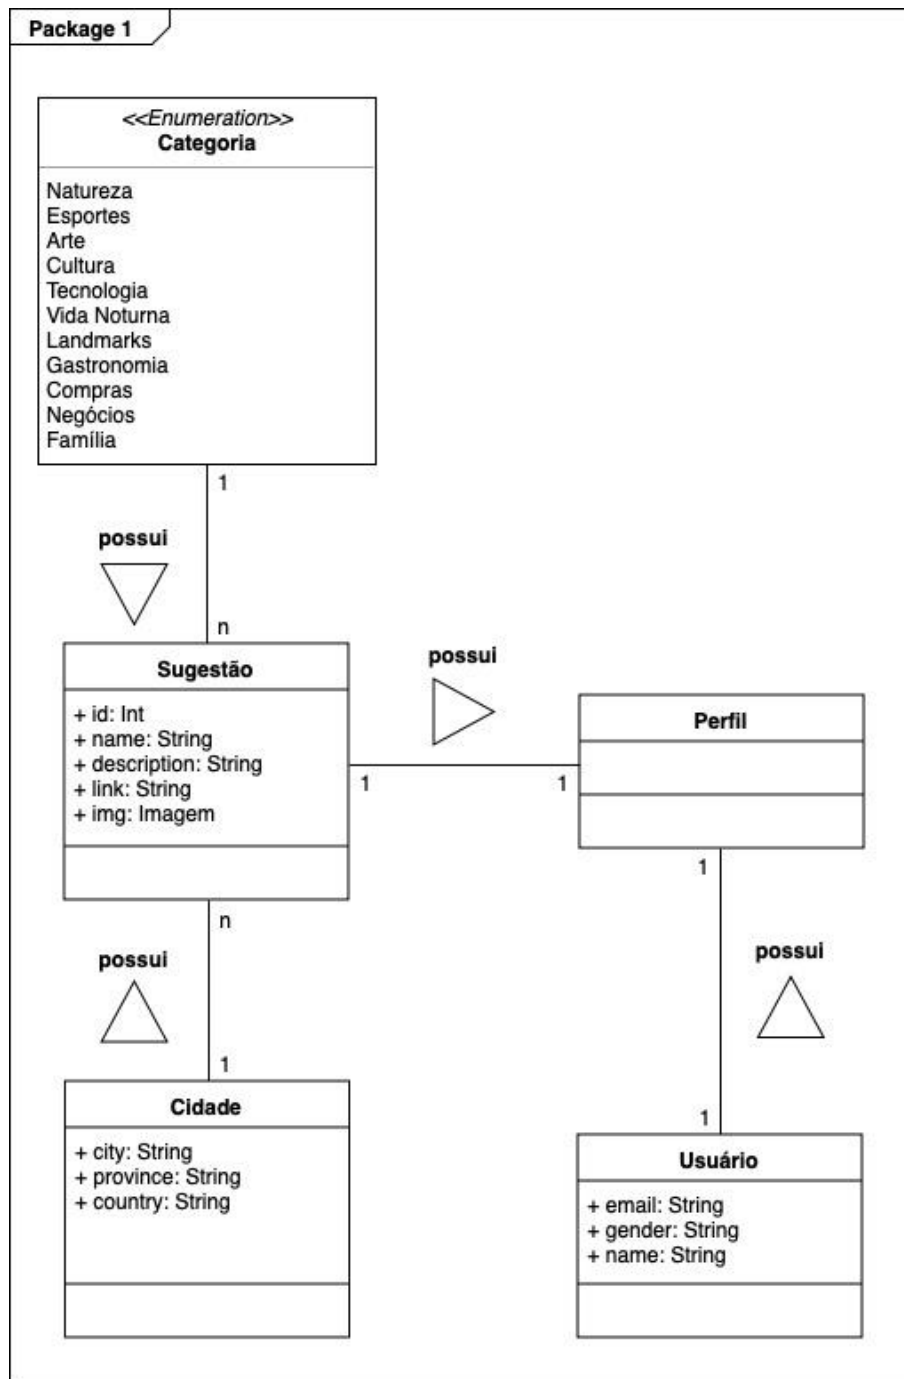 Package 1
<<Enumeration>>
Categoria
Natureza
Esportes
Arte
Cultura
Tecnologia
Vida Noturna
Landmarks
Gastronomia
Compras
Negócios
Família
1
possui
n
Sugestão
+ id: Int
+ name: String
+ description: String
+ link: String
+ img: Imagem
possui
1
1
Perfil
n
possui
1
Cidade
+ city: String
+ province: String
+ country: String
1
possui
1
Usuário
+ email: String
+ gender: String
+ name: String